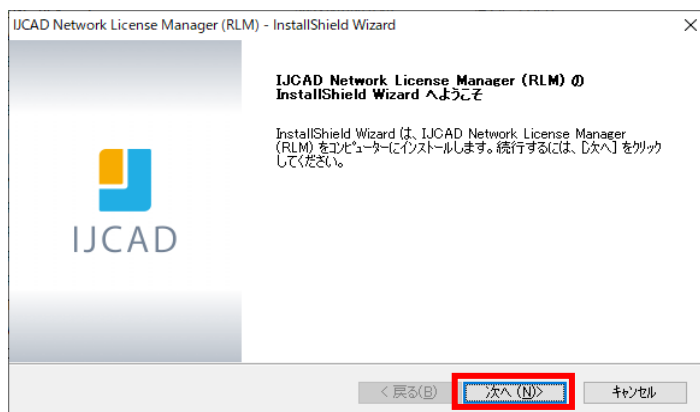 IJCAD Network License Manager (RLM) - InstallShield Wizard
IJCAD Network License Manager (RLM) の
InstallShield Wizard へようこそ
InstallShield Wizard は、IJCAD Network License Manager
(RLM) をコンピューターにインストールします。続行するには、[次へ] をクリック
してください。
IJCAD
< 戻る(B)
次へ (N)>
キャンセル